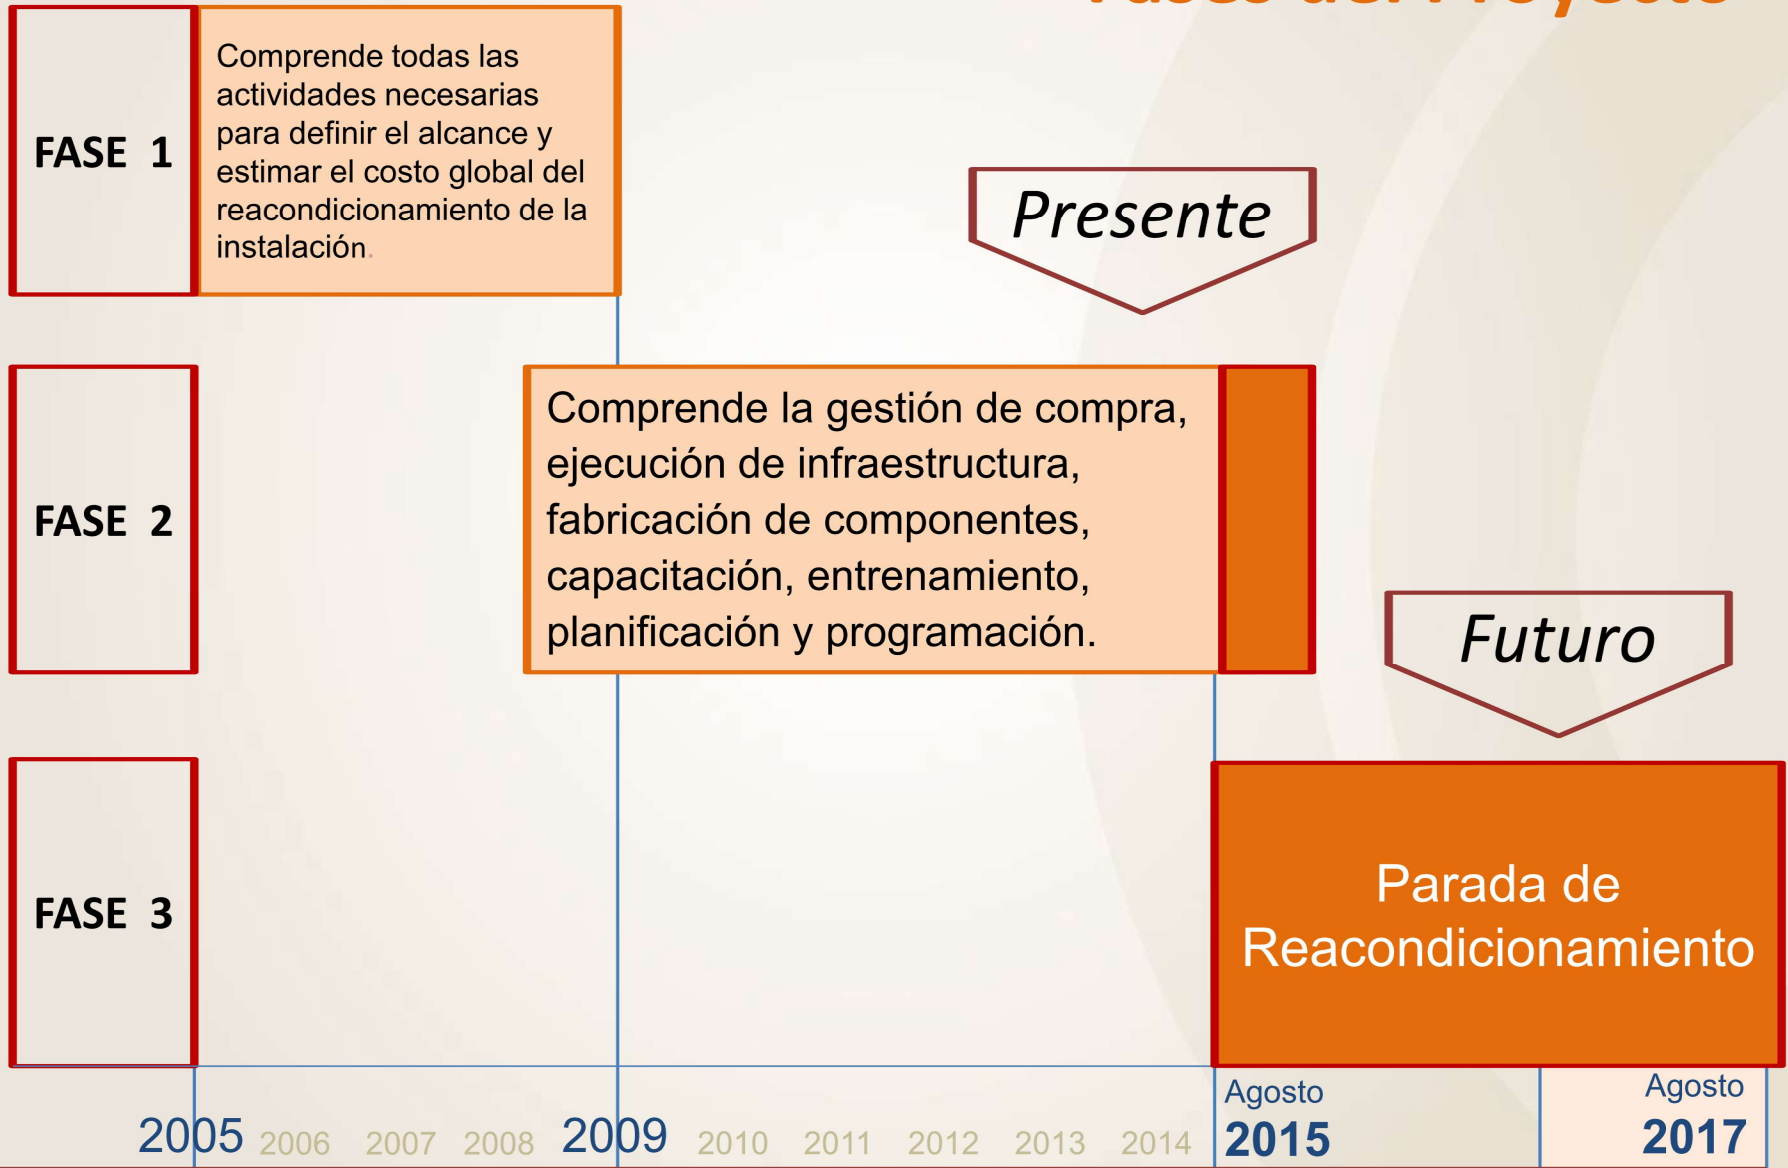 Fases del Proyecto
FASE 1
Comprende todas las
actividades necesarias
para definir el alcance y
estimar el costo global del
reacondicionamiento de la
instalación.
Presente
FASE 2
Comprende la gestión de compra,
ejecución de infraestructura,
fabricación de componentes,
capacitación, entrenamiento,
planificación y programación.
Futuro
FASE 3
Parada de
Reacondicionamiento
2005 2006 2007 2008 2009 2010 2011 2012 2013 2014
Agosto
2015
Agosto
2017